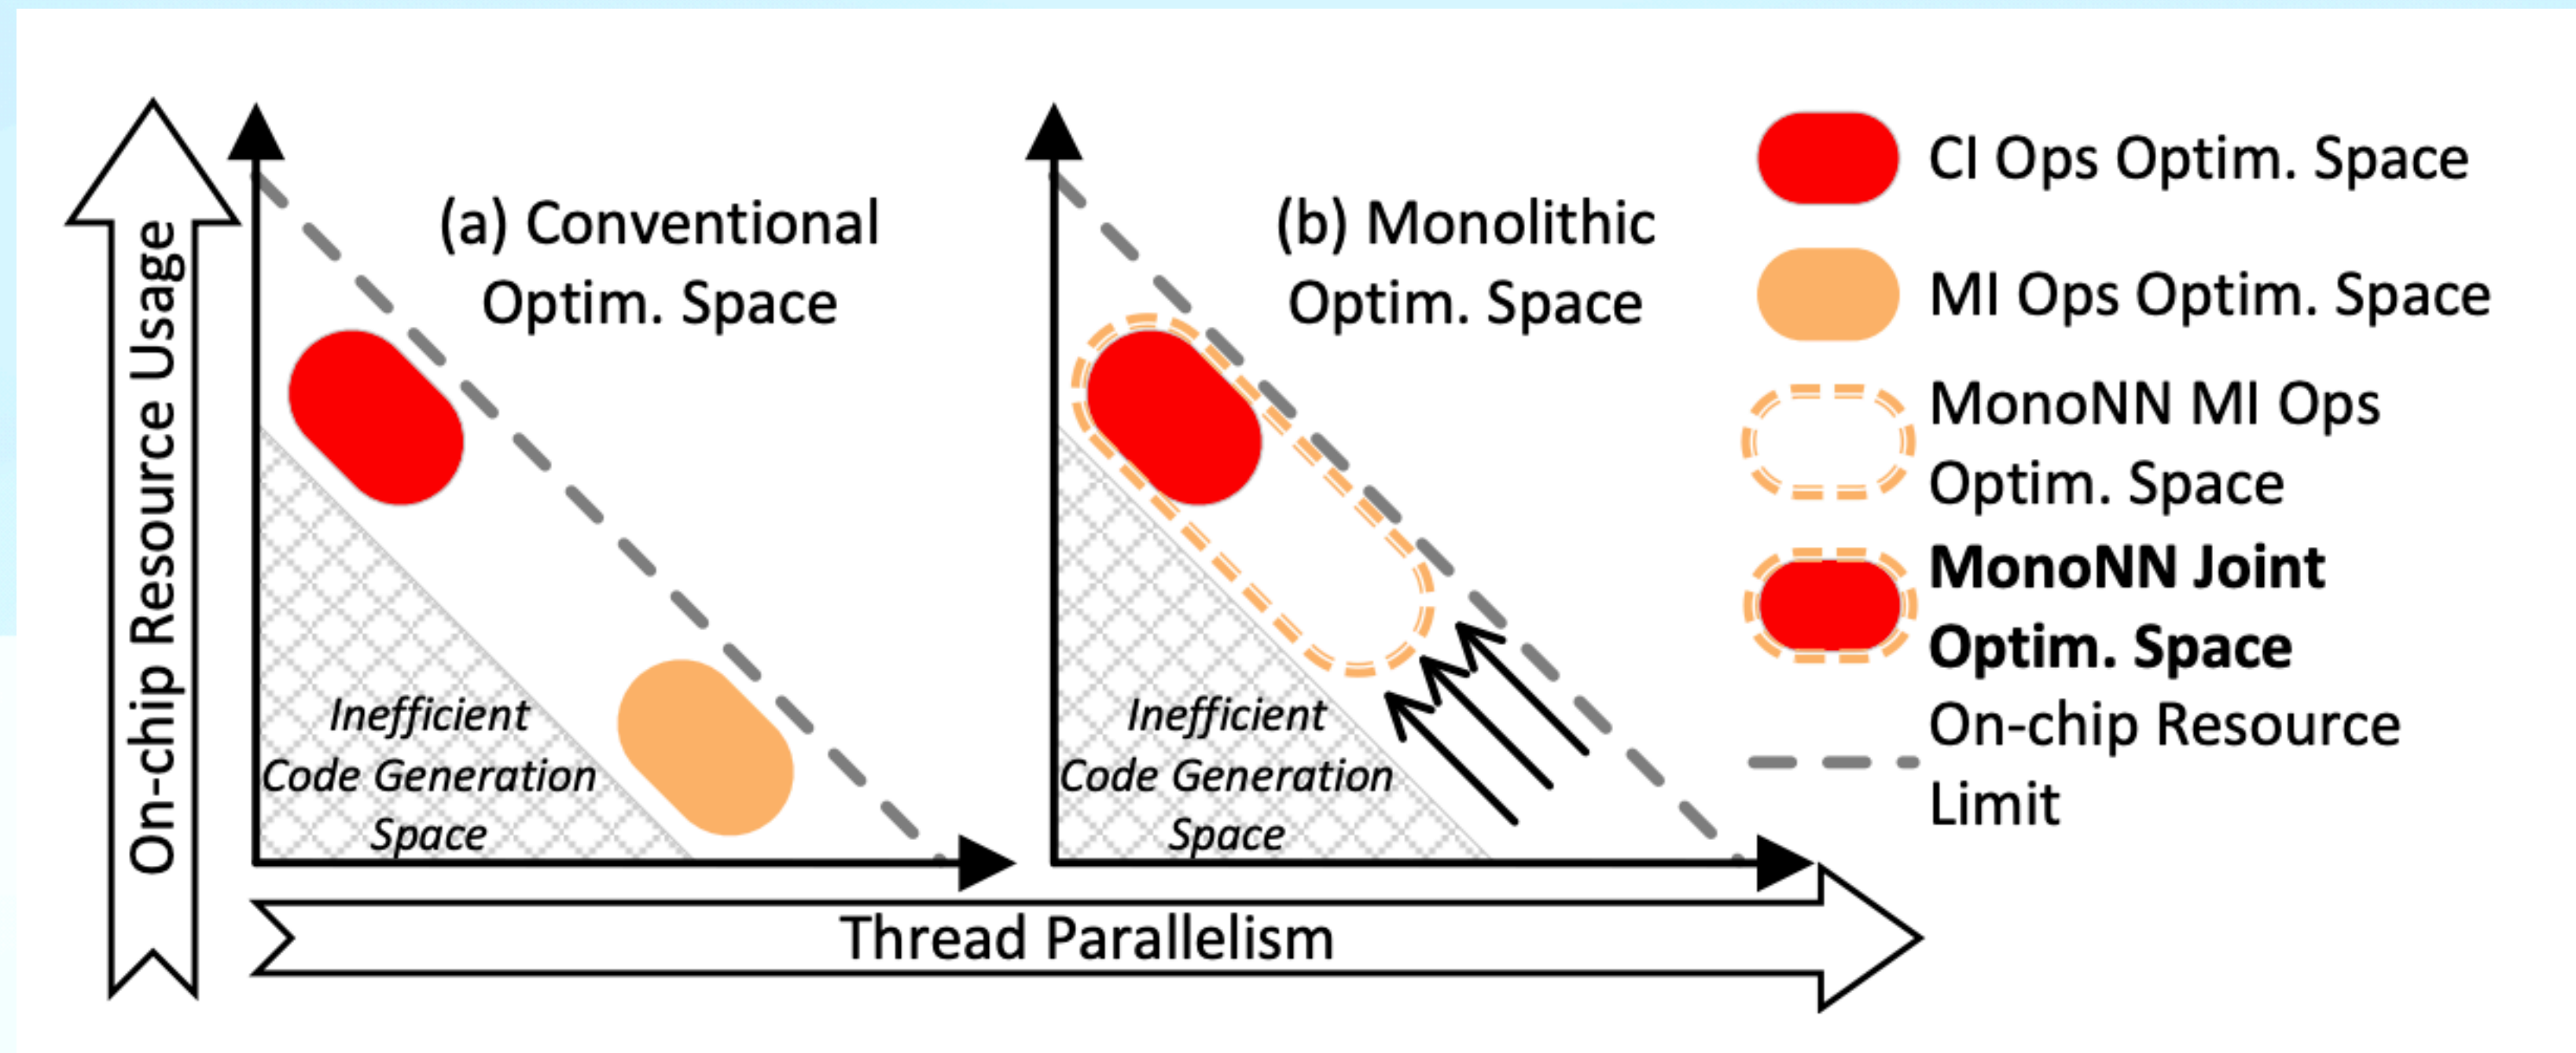 On-chip Resource Usage
(a) Conventional
Optim. Space
Inefficient
Code Generation
Space
(b) Monolithic
Optim. Space
Inefficient
Code Generation
Space
Thread Parallelism
CI Ops Optim. Space
MI Ops Optim. Space
MonoNN MI Ops
Optim. Space
MonoNN Joint
Optim. Space
On-chip Resource
Limit